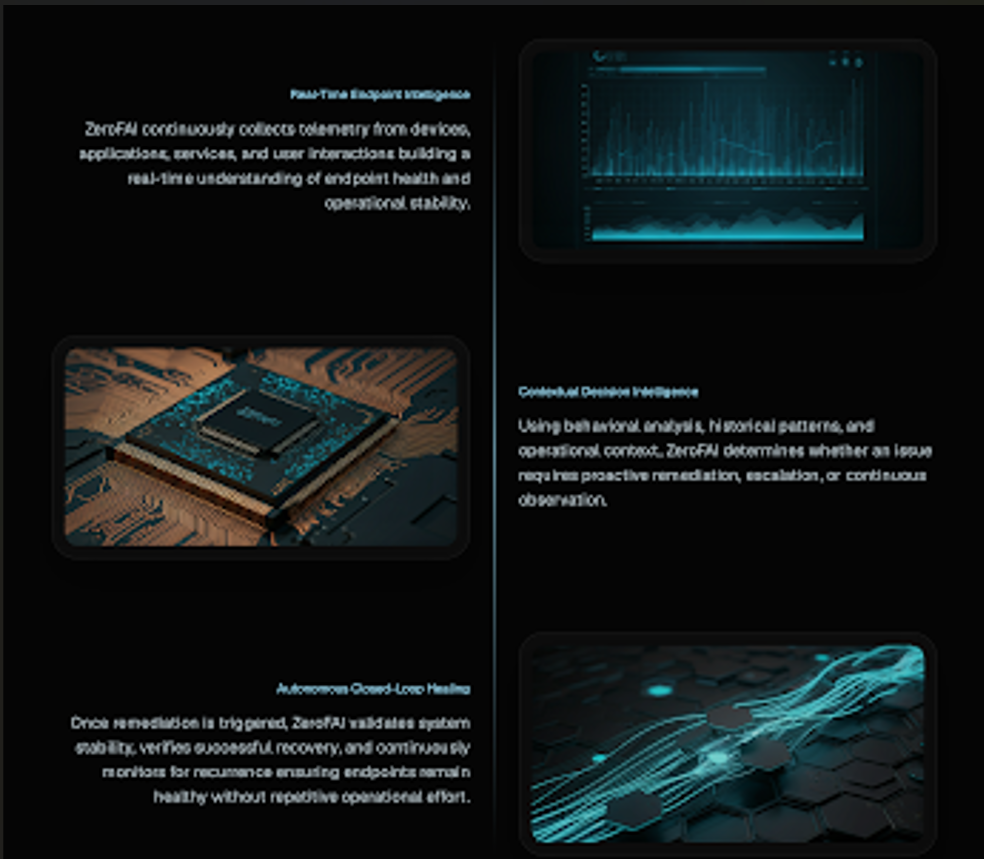 Real-Time Endpoint Intelligence
ZeroFAI continuously collects telemetry from devices,
applications, services, and user interactions building a
real-time understanding of endpoint health and
operational stability.
Contextual Decision Intelligence
Using behavioral analysis, historical patterns, and
operational context, ZeroFAI determines whether an issue
requires proactive remediation, escalation, or continuous
observation.
Autonomous Closed-Loop Healing
Once remediation is triggered, ZeroFAI validates system
stability, verifies successful recovery, and continuously
monitors for recurrence ensuring endpoints remain
healthy without repetitive operational effort.